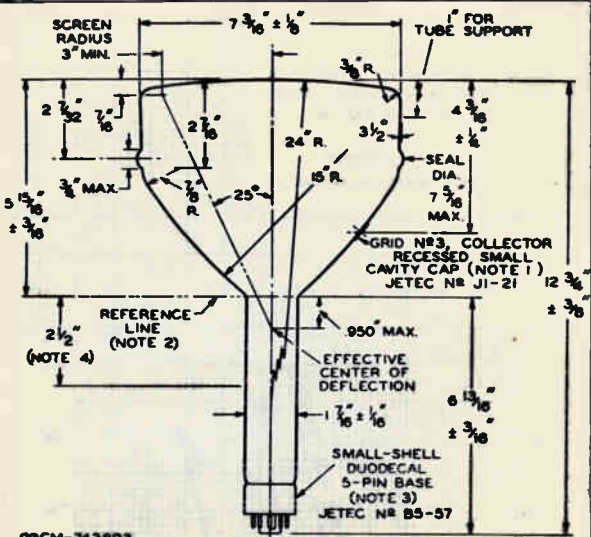 SCREEN
RADIUS
3" MIN.
7 3/16" ± 1/8"
1" FOR
TUBE SUPPORT
3/8" R.
2 7/32"
7/16"
2 7/16"
24" R.
3 1/2°
4 3/16"
± 1/4"
15" R.
3/4" MAX.
7/8"
R.
25°
SEAL
DIA.
7 5/16"
MAX.
5 15/16"
± 3/16"
GRID Nº3, COLLECTOR
RECESSED SMALL
CAVITY CAP (NOTE 1)
JETEC Nº J1-21
12 3/4"
± 3/8"
REFERENCE
LINE
(NOTE 2)
2 1/2"
(NOTE 4)
.950" MAX.
EFFECTIVE
CENTER OF
DEFLECTION
1 7/16" ± 1/16"
6 13/16"
± 3/16"
SMALL-SHELL
DUODECAL
5-PIN BASE
(NOTE 3)
JETEC Nº B5-57